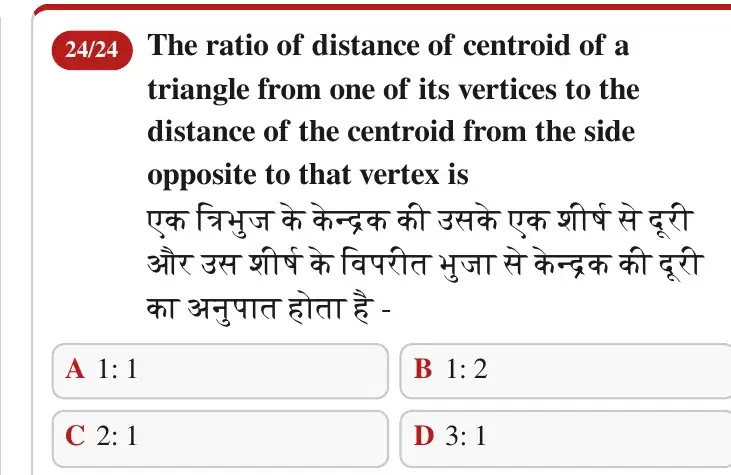 24/24 The ratio of distance of centroid of a
triangle from one of its vertices to the
distance of the centroid from the side
opposite to that vertex is
एक त्रिभुज के केन्द्रक की उसके एक शीर्ष से दूरी
और उस शीर्ष के विपरीत भुजा से केन्द्रक की दूरी
का अनुपात होता है -
A 1: 1
B 1: 2
C 2: 1
D 3: 1